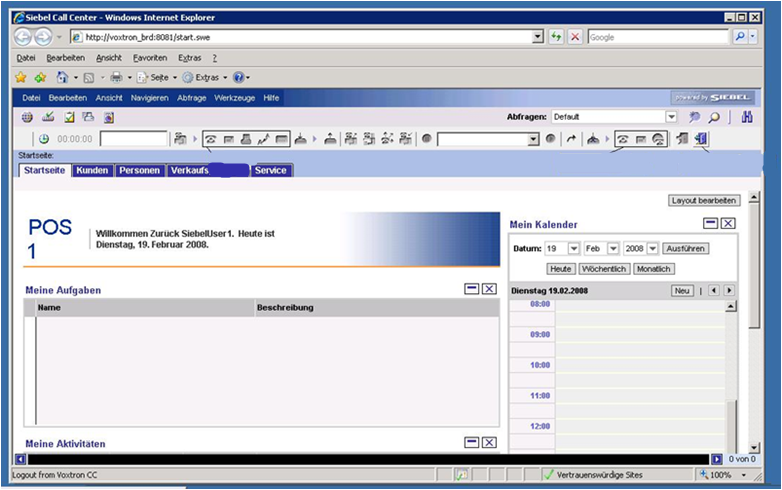 Siebel Call Center - Windows Internet Explorer
http://voxtron_brd:8081/start.swe
Google
Datei Bearbeiten Ansicht Favoriten Extras ?
Seite Extras
Datei Bearbeiten Ansicht Navigieren Abfrage Werkzeuge Hilfe
powered by SIEBEL
Abfragen: Default
00:00:00
Startseite:
Startseite Kunden Personen Verkaufs Service
Layout bearbeiten
POS
1
Willkommen Zurück SiebelUser1. Heute ist
Dienstag, 19. Februar 2008.
Mein Kalender
Datum: 19 Feb 2008 Ausführen
Heute Wöchentlich Monatlich
Meine Aufgaben
Dienstag 19.02.2008 Neu |
Name Beschreibung
08:00
09:00
10:00
11:00
12:00
Meine Aktivitäten
0 von 0
Logout from Voxtron CC
Vertrauenswürdige Sites
100%